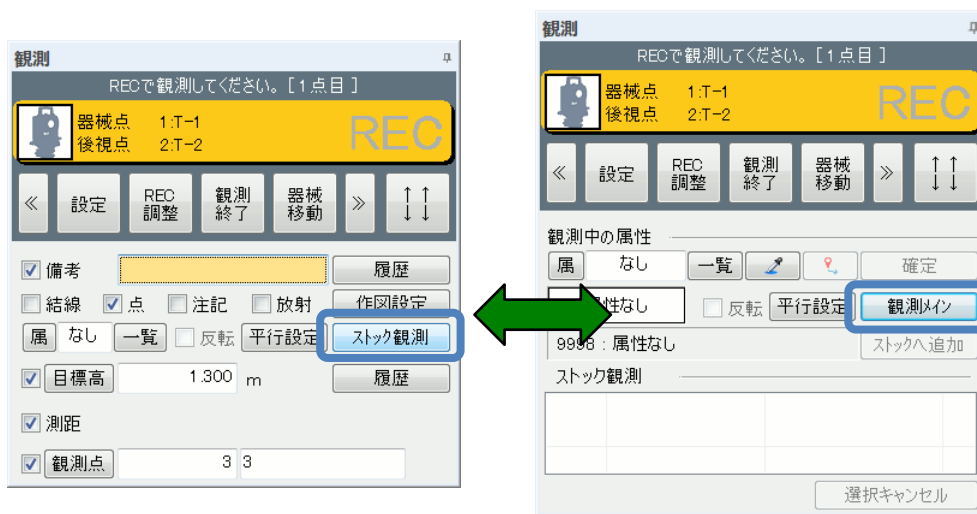 観測
RECで観測してください。[1点目]
器械点 1:T-1
後視点 2:T-2
REC
≪ 設定 REC調整 観測終了 器械移動 ≫ ↑↑↓↓
備考 履歴
結線 点 注記 放射 作図設定
属 なし 一覧 反転 平行設定 ストック観測
目標高 1.300 m 履歴
測距
観測点 3 3
観測
RECで観測してください。[1点目]
器械点 1:T-1
後視点 2:T-2
REC
≪ 設定 REC調整 観測終了 器械移動 ≫ ↑↑↓↓
観測中の属性
属 なし 一覧 確定
性なし 反転 平行設定 観測メイン
9998:属性なし ストックへ追加
ストック観測
選択キャンセル